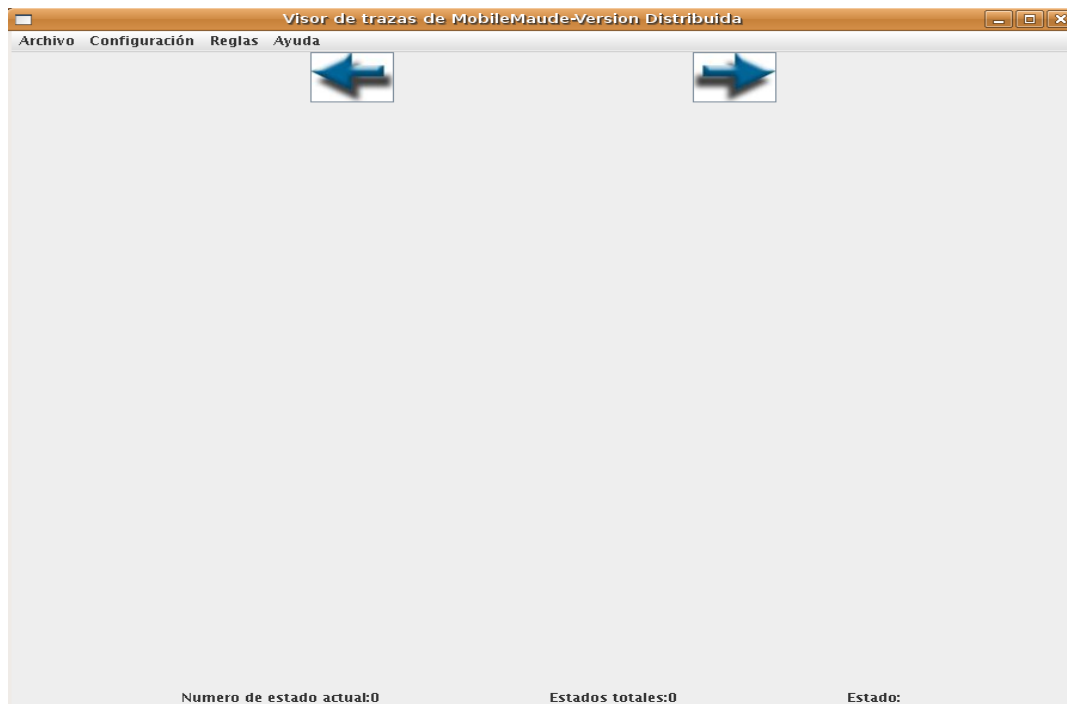 Visor de trazas de MobileMaude-Version Distribuida
Archivo Configuración Reglas Ayuda
Numero de estado actual:0 Estados totales:0 Estado: